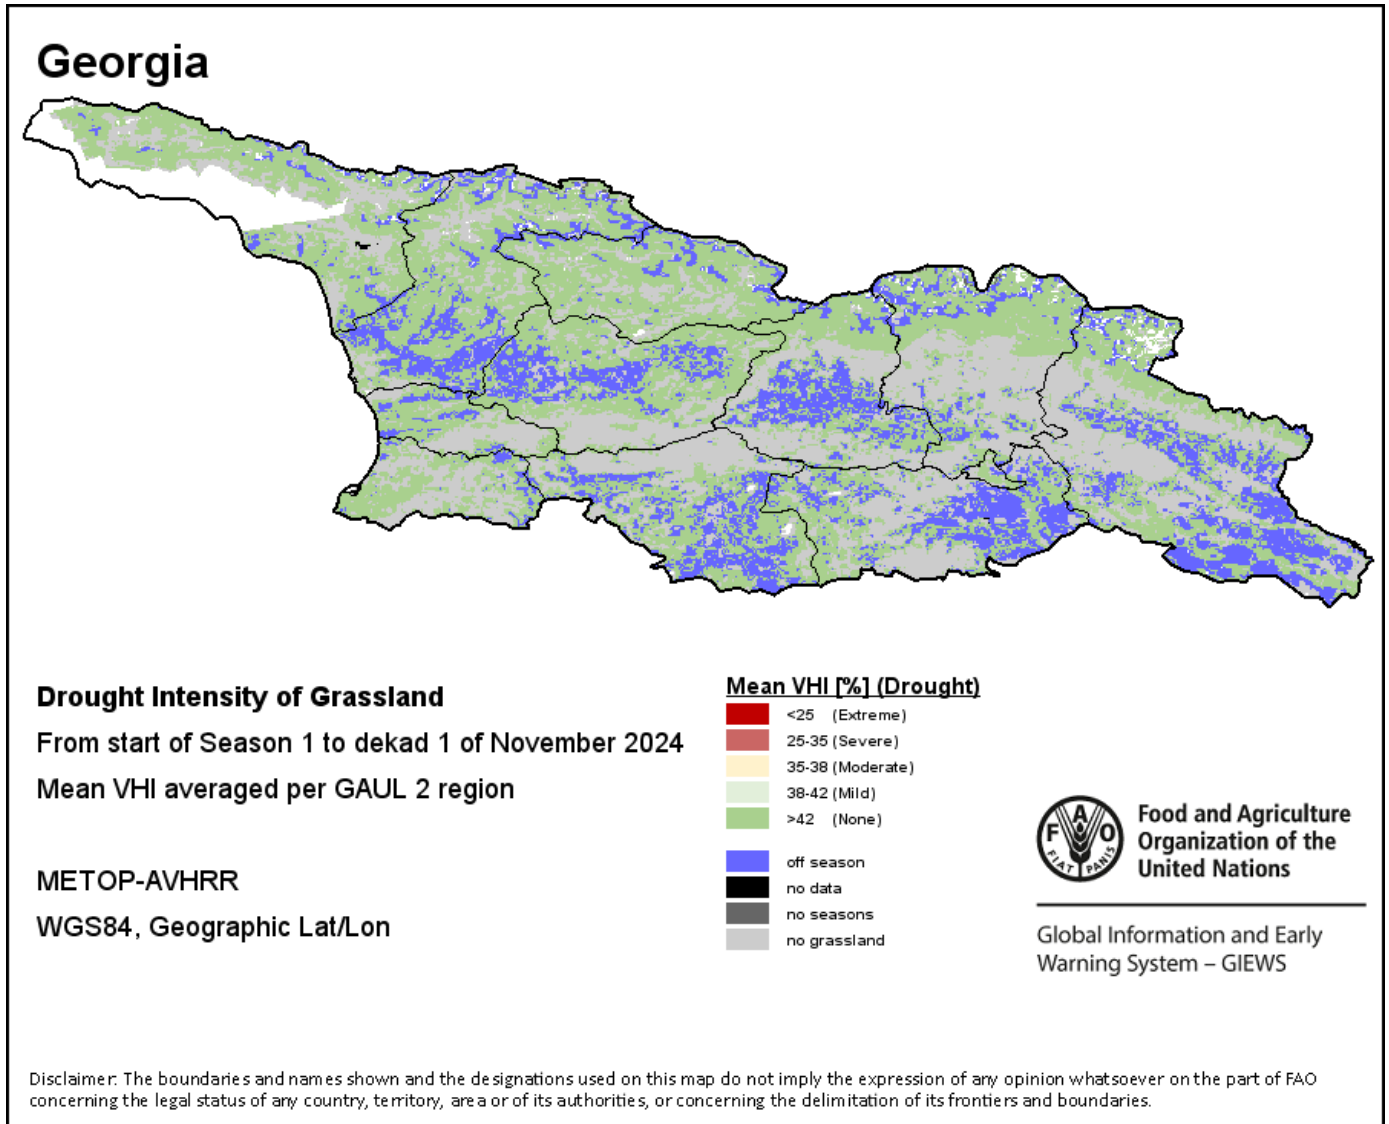 Georgia
Drought Intensity of Grassland
From start of Season 1 to dekad 1 of November 2024
Mean VHI averaged per GAUL 2 region
METOP-AVHRR
WGS84, Geographic Lat/Lon
Mean VHI [%] (Drought)
<25 (Extreme)
25-35 (Severe)
35-38 (Moderate)
38-42 (Mild)
>42 (None)
off season
no data
no seasons
no grassland
F A O
FIAT PANIS
Food and Agriculture
Organization of the
United Nations
Global Information and Early
Warning System – GIEWS
Disclaimer: The boundaries and names shown and the designations used on this map do not imply the expression of any opinion whatsoever on the part of FAO
concerning the legal status of any country, territory, area or of its authorities, or concerning the delimitation of its frontiers and boundaries.